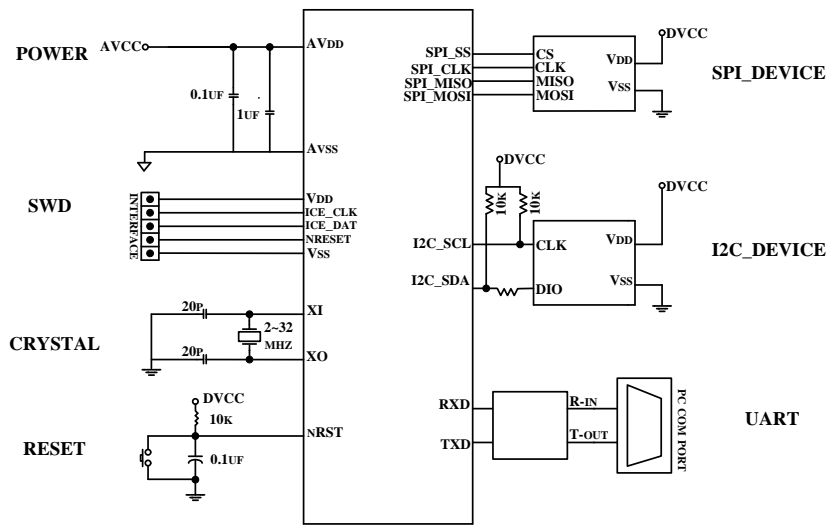 POWER
AVCC
AVDD
0.1UF
1UF
AVSS
SWD
INTERFACE
VDD
ICE_CLK
ICE_DAT
NRESET
VSS
CRYSTAL
20P
XI
2~32
MHZ
20P
XO
RESET
DVCC
10K
NRST
0.1UF
SPI_SS
SPI_CLK
SPI_MISO
SPI_MOSI
CS
CLK
MISO
MOSI
VDD
VSS
DVCC
SPI_DEVICE
DVCC
10K
10K
I2C_SCL
I2C_SDA
CLK
DIO
VDD
VSS
DVCC
I2C_DEVICE
RXD
TXD
R-IN
T-OUT
PC COM PORT
UART